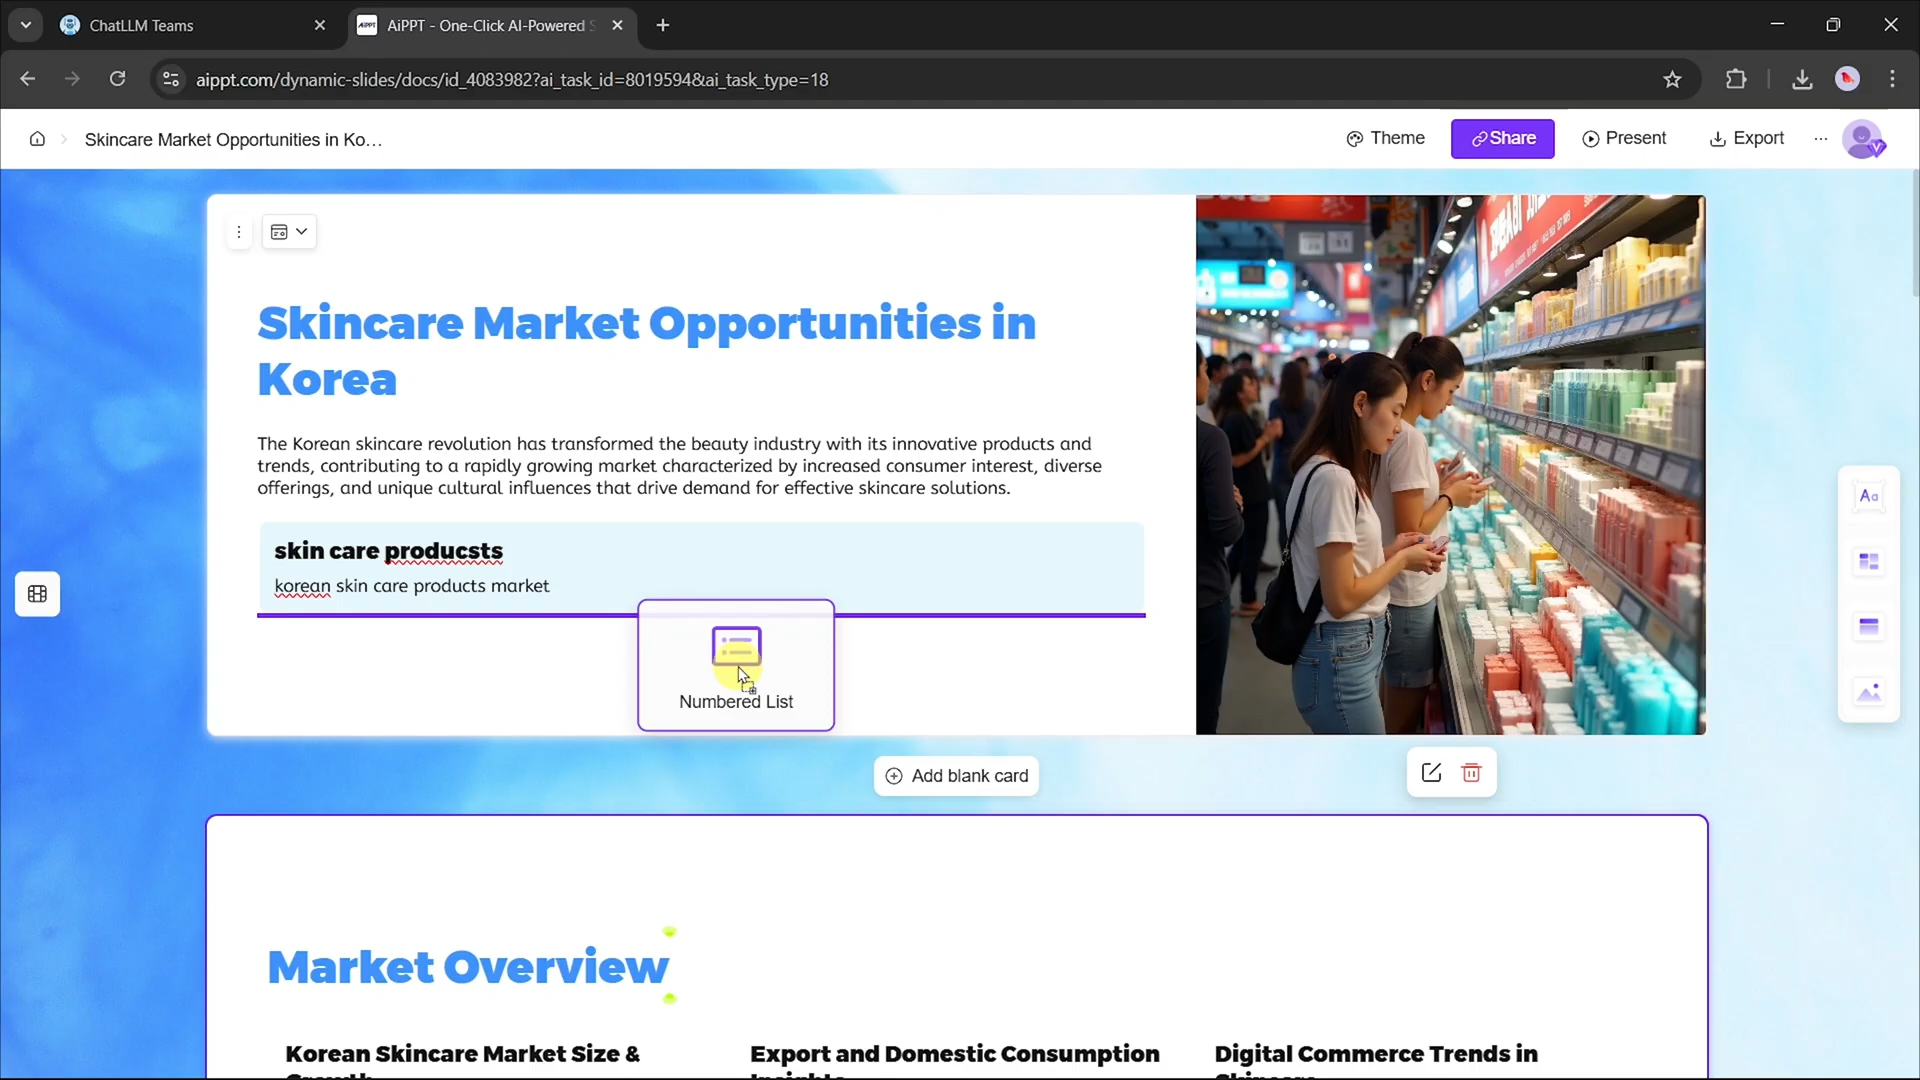 ChatLLM Teams
AiPPT - One-Click AI-Powered S
aippt.com/dynamic-slides/docs/id_4083982?ai_task_id=8019594&ai_task_type=18
Skincare Market Opportunities in Ko...
Theme
Share
Present
Export
Skincare Market Opportunities in
Korea
The Korean skincare revolution has transformed the beauty industry with its innovative products and
trends, contributing to a rapidly growing market characterized by increased consumer interest, diverse
offerings, and unique cultural influences that drive demand for effective skincare solutions.
skin care producsts
korean skin care products market
Aa
Numbered List
Add blank card
Market Overview
Korean Skincare Market Size &
Growth
Export and Domestic Consumption
Insights
Digital Commerce Trends in
Skincare